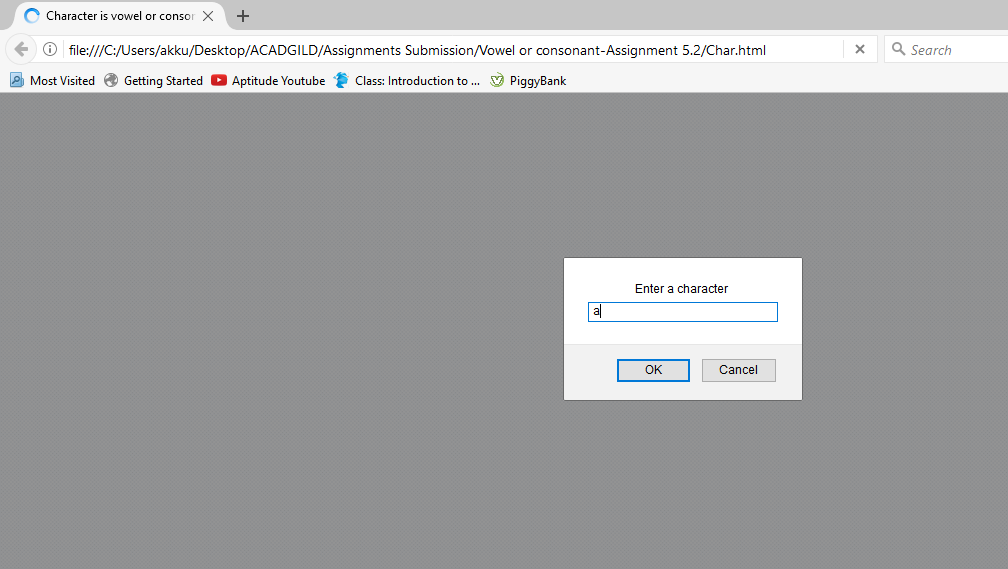 Character is vowel or conson
file:///C:/Users/akku/Desktop/ACADGILD/Assignments Submission/Vowel or consonant-Assignment 5.2/Char.html
Search
Most Visited Getting Started Aptitude Youtube Class: Introduction to ... PiggyBank
Enter a character
a
OK Cancel